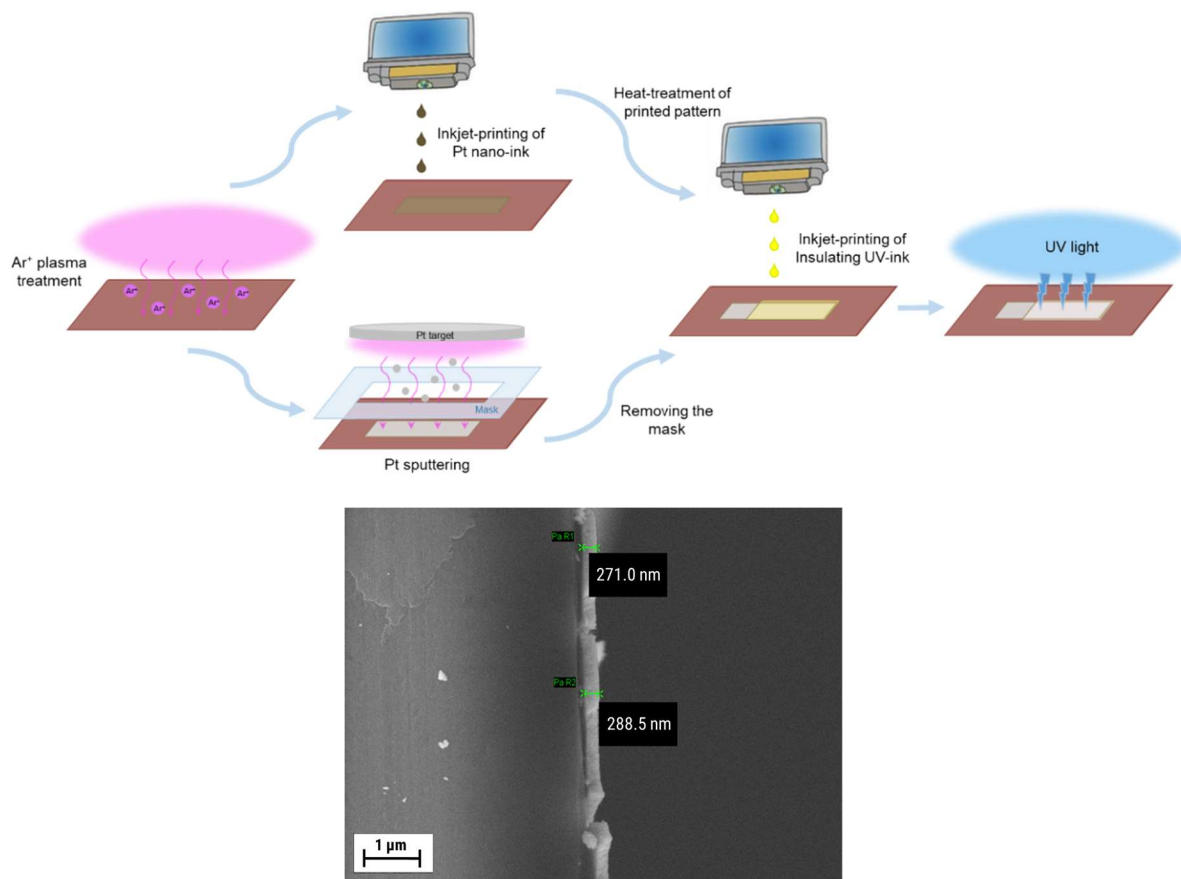 Heat-treatment of
printed pattern
Inkjet-printing of
Pt nano-ink
Ar⁺ plasma
treatment
Ar⁺
Ar⁺
Ar⁺
Ar⁺
Ar⁺
Inkjet-printing of
Insulating UV-ink
UV light
Pt target
Mask
Removing the
mask
Pt sputtering
Pa R1
271.0 nm
Pa R2
288.5 nm
1 µm